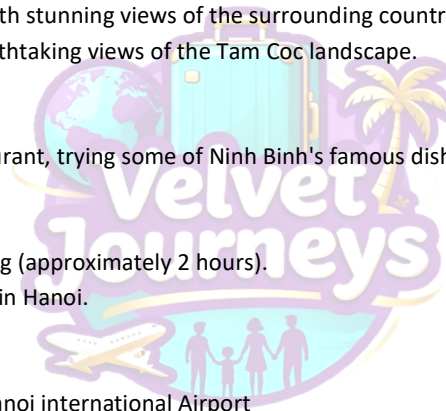 th stunning views of the surrounding countr
thtaking views of the Tam Coc landscape.
urant, trying some of Ninh Binh's famous dish
Velvet
Journeys
g (approximately 2 hours).
in Hanoi.
anoi international Airport